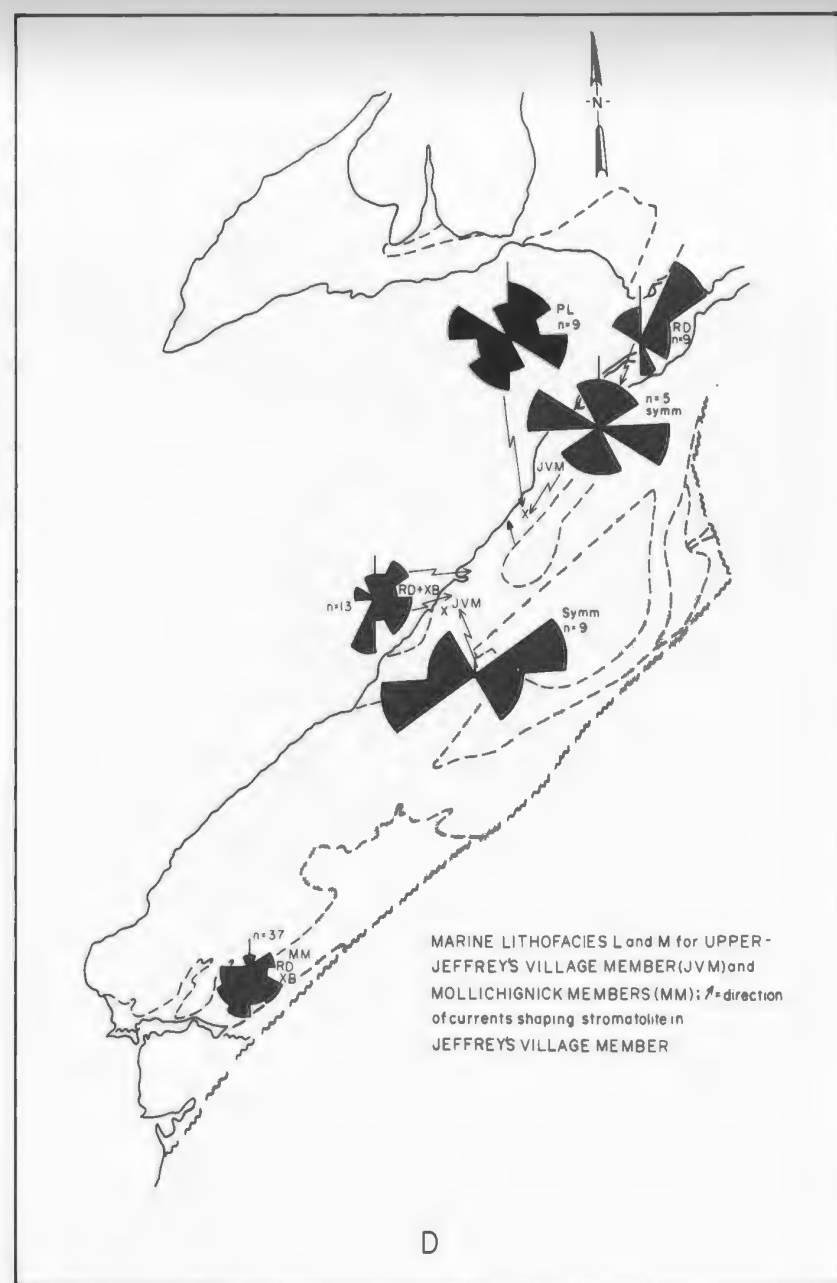 -N-
PL
n=9
RD
n=9
n=5
symm
JVM
n=13
RD+XB
X JVM
X
Symm
n=9
n=37
MM
RD
XB
MARINE LITHOFACIES L and M for UPPER-
JEFFREY'S VILLAGE MEMBER (JVM) and
MOLLICHIGNICK MEMBERS (MM); = direction
of currents shaping stromatolite in
JEFFREY'S VILLAGE MEMBER
D